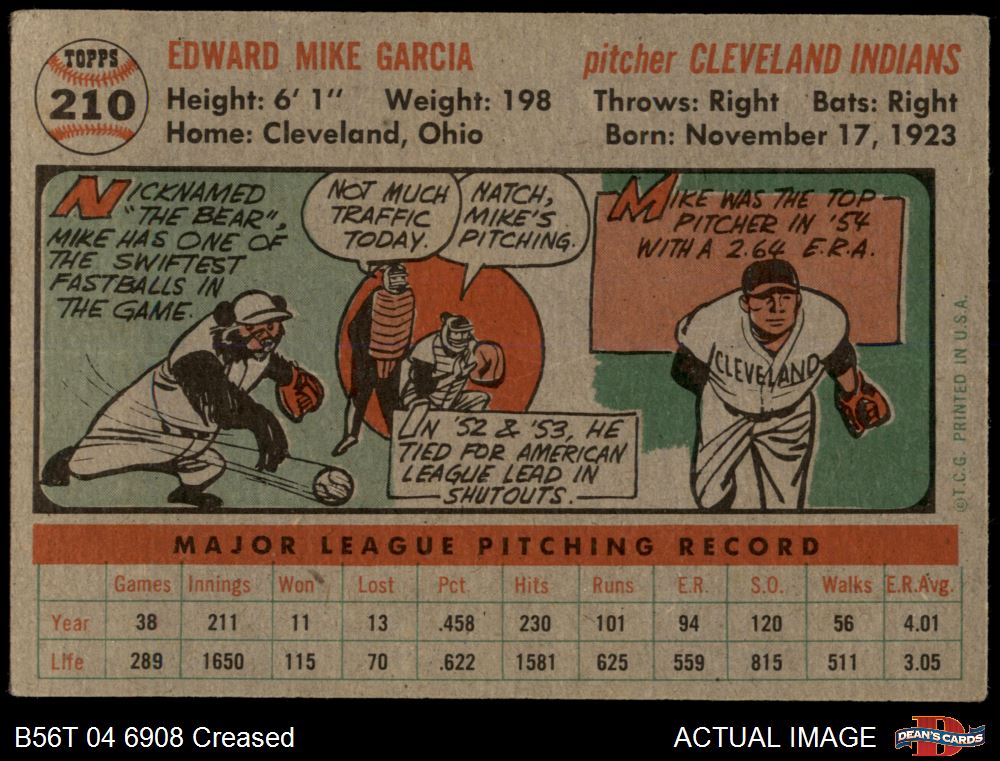 TOPPS
210
EDWARD MIKE GARCIA
pitcher CLEVELAND INDIANS
Height: 6' 1" Weight: 198 Throws: Right Bats: Right
Home: Cleveland, Ohio Born: November 17, 1923
NICKNAMED
"THE BEAR",
MIKE HAS ONE OF
THE SWIFTEST
FASTBALLS IN
THE GAME.
NOT MUCH
TRAFFIC
TODAY.
NATCH,
MIKE'S
PITCHING.
IN '52 & '53, HE
TIED FOR AMERICAN
LEAGUE LEAD IN
SHUTOUTS.
MIKE WAS THE TOP
PITCHER IN '54
WITH A 2.64 E.R.A.
CLEVELAND
©T.C.G. PRINTED IN U.S.A.
MAJOR LEAGUE PITCHING RECORD
Games Innings Won Lost Pct. Hits Runs E.R. S.O. Walks E.R.Avg.
Year 38 211 11 13 .458 230 101 94 120 56 4.01
Life 289 1650 115 70 .622 1581 625 559 815 511 3.05
B56T 04 6908 Creased
ACTUAL IMAGE
DEAN'S CARDS